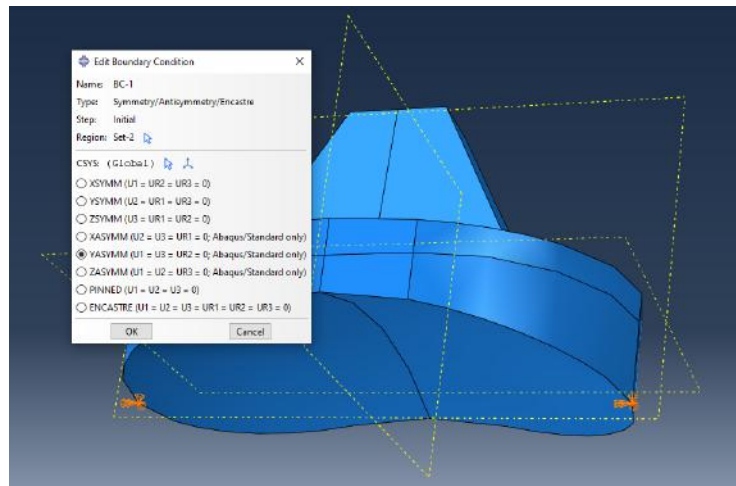 Edit Boundary Condition
Name: BC-1
Type: Symmetry/Antisymmetry/Encastre
Step: Initial
Region: Set-2
CSYS: (Global)
XSYMM (U1 = UR2 = UR3 = 0)
YSYMM (U2 = UR1 = UR3 = 0)
ZSYMM (U3 = UR1 = UR2 = 0)
XASYMM (U2 = U3 = UR1 = 0; Abaqus/Standard only)
YASYMM (U1 = U3 = UR2 = 0; Abaqus/Standard only)
ZASYMM (U1 = U2 = UR3 = 0; Abaqus/Standard only)
PINNED (U1 = U2 = U3 = 0)
ENCASTRE (U1 = U2 = U3 = UR1 = UR2 = UR3 = 0)
OK Cancel